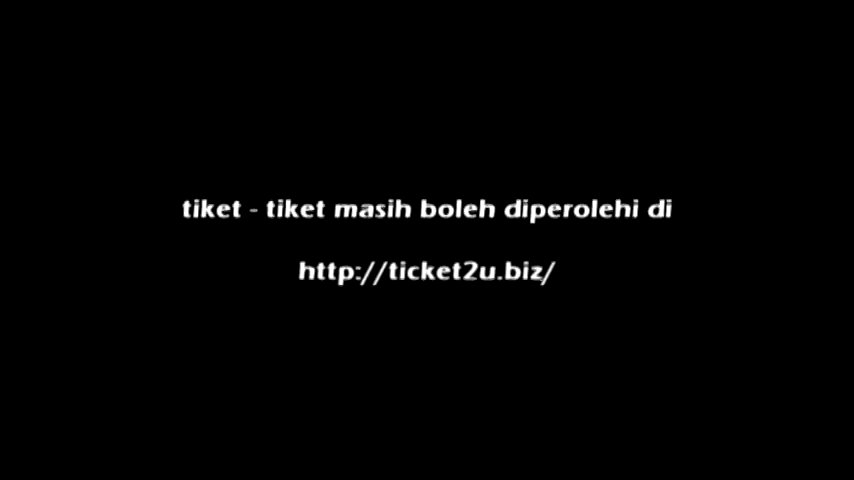 tiket - tiket masih boleh diperolehi di
http://ticket2u.biz/